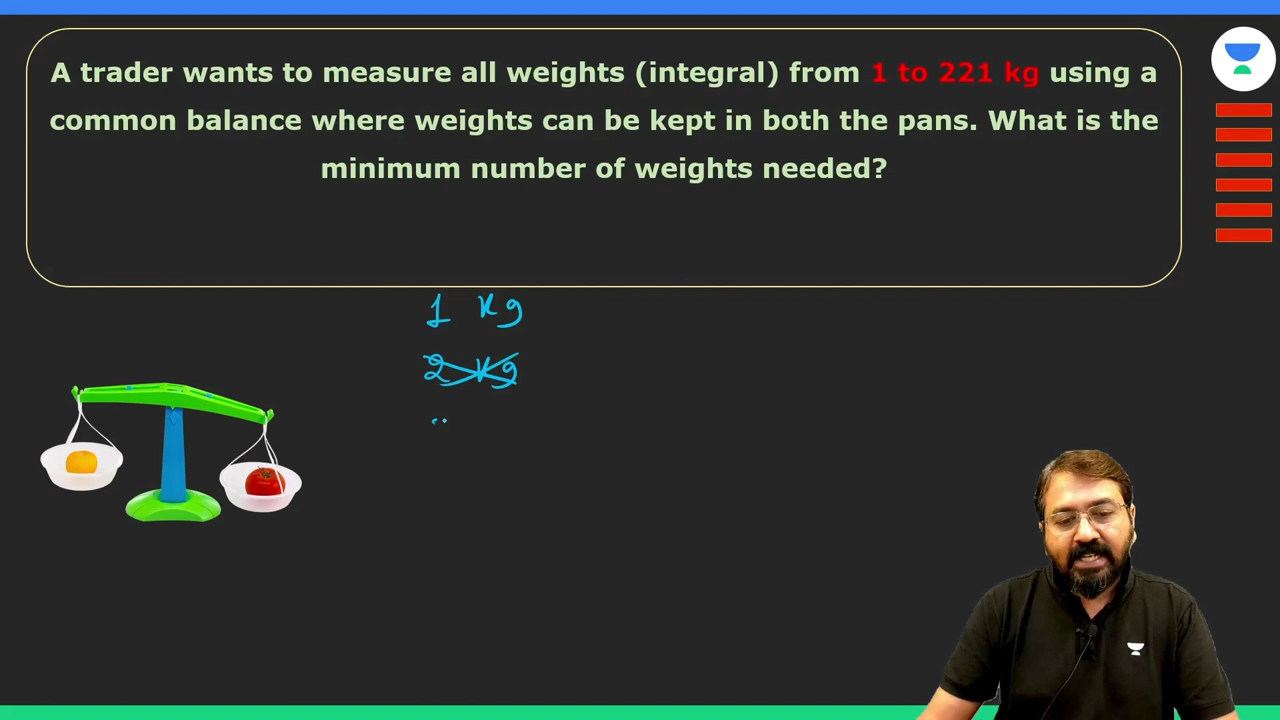 A trader wants to measure all weights (integral) from 1 to 221 kg using a
common balance where weights can be kept in both the pans. What is the
minimum number of weights needed?
1 kg
2 kg